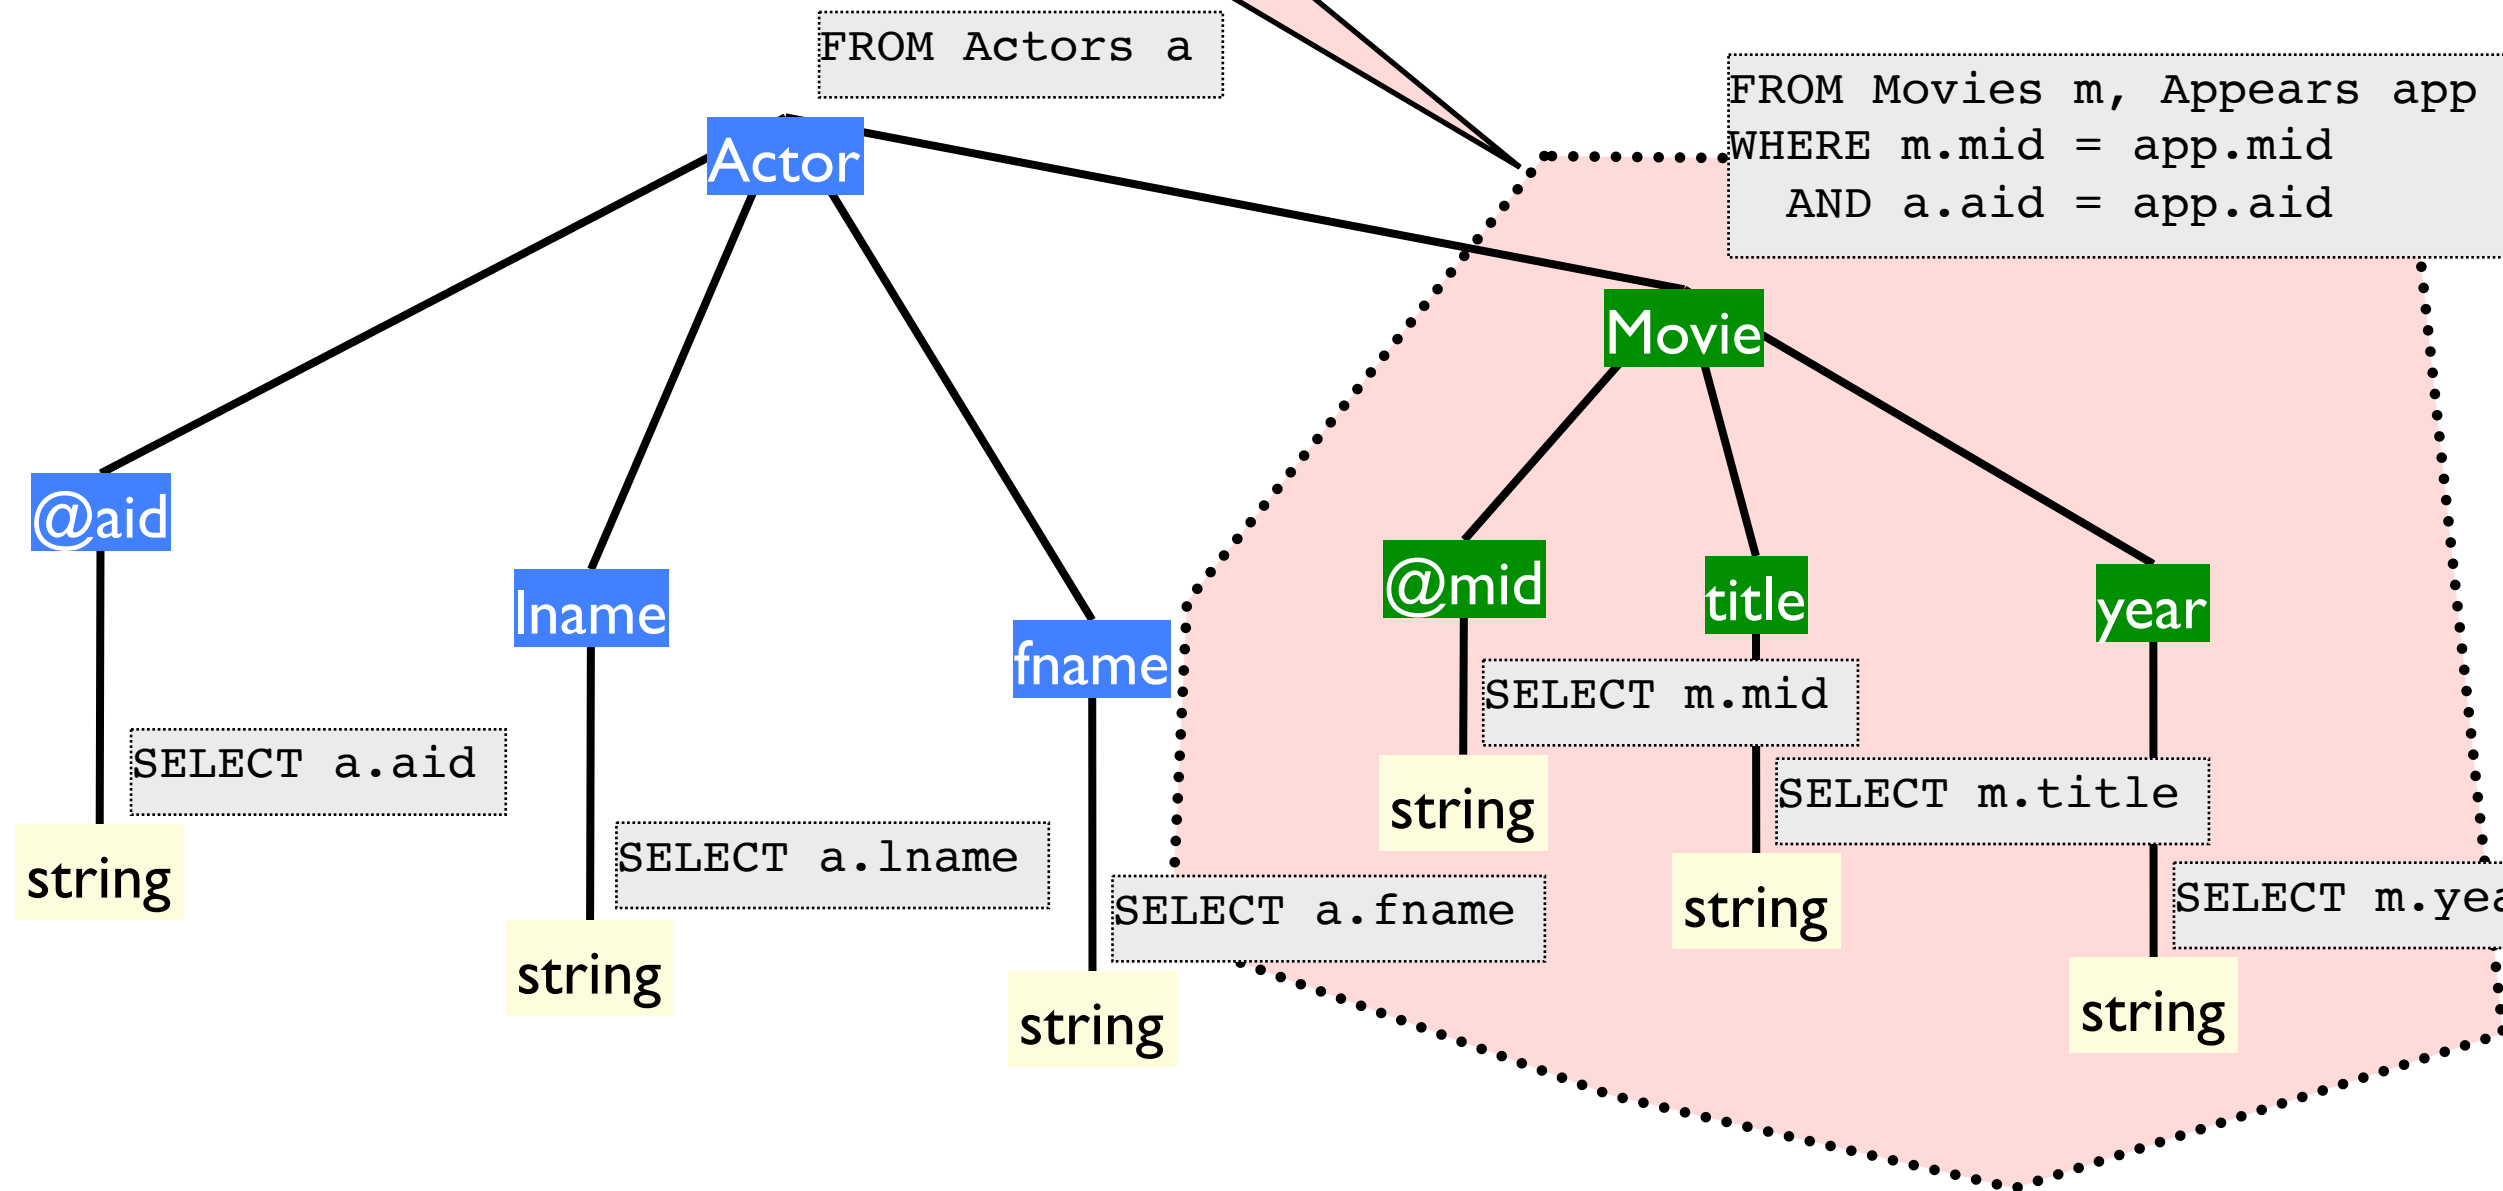 FROM Actors a
FROM Movies m, Appears app
WHERE m.mid = app.mid
AND a.aid = app.aid
Actor
Movie
@aid
lname
fname
@mid
title
year
SELECT m.mid
SELECT a.aid
SELECT m.title
string
SELECT a.lname
string
SELECT a.fname
string
SELECT
string
string
string